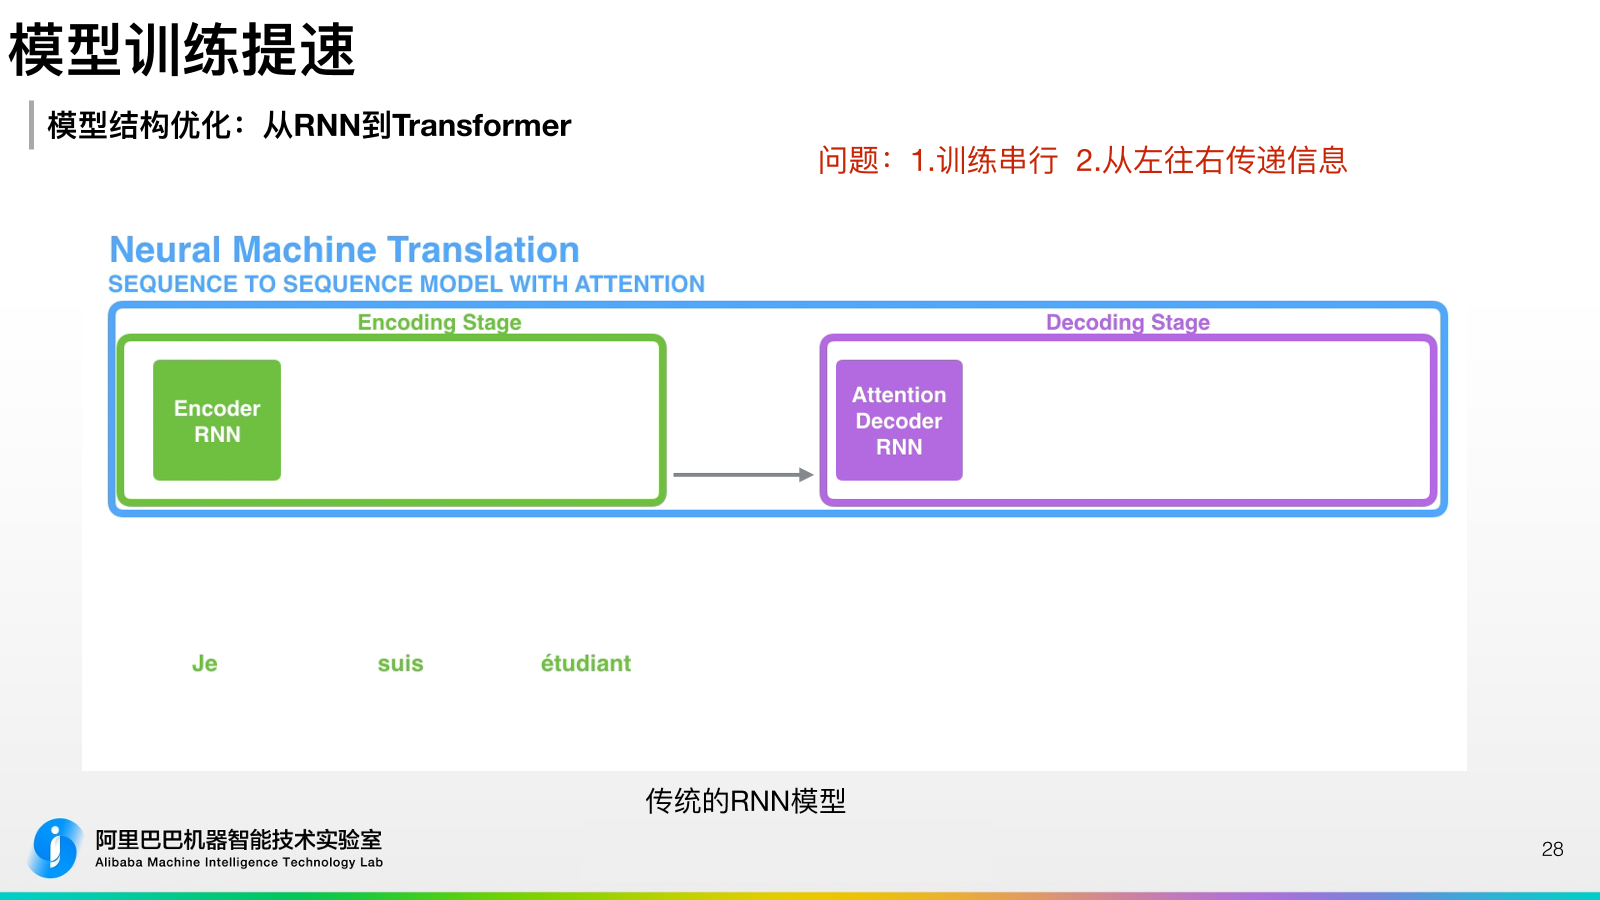 模型训练提速
模型结构优化：从RNN到Transformer
问题：1.训练串行 2.从左往右传递信息
Neural Machine Translation
SEQUENCE TO SEQUENCE MODEL WITH ATTENTION
Encoding Stage
Decoding Stage
Encoder
RNN
Attention
Decoder
RNN
Je suis étudiant
传统的RNN模型
阿里巴巴机器智能技术实验室
Alibaba Machine Intelligence Technology Lab
28